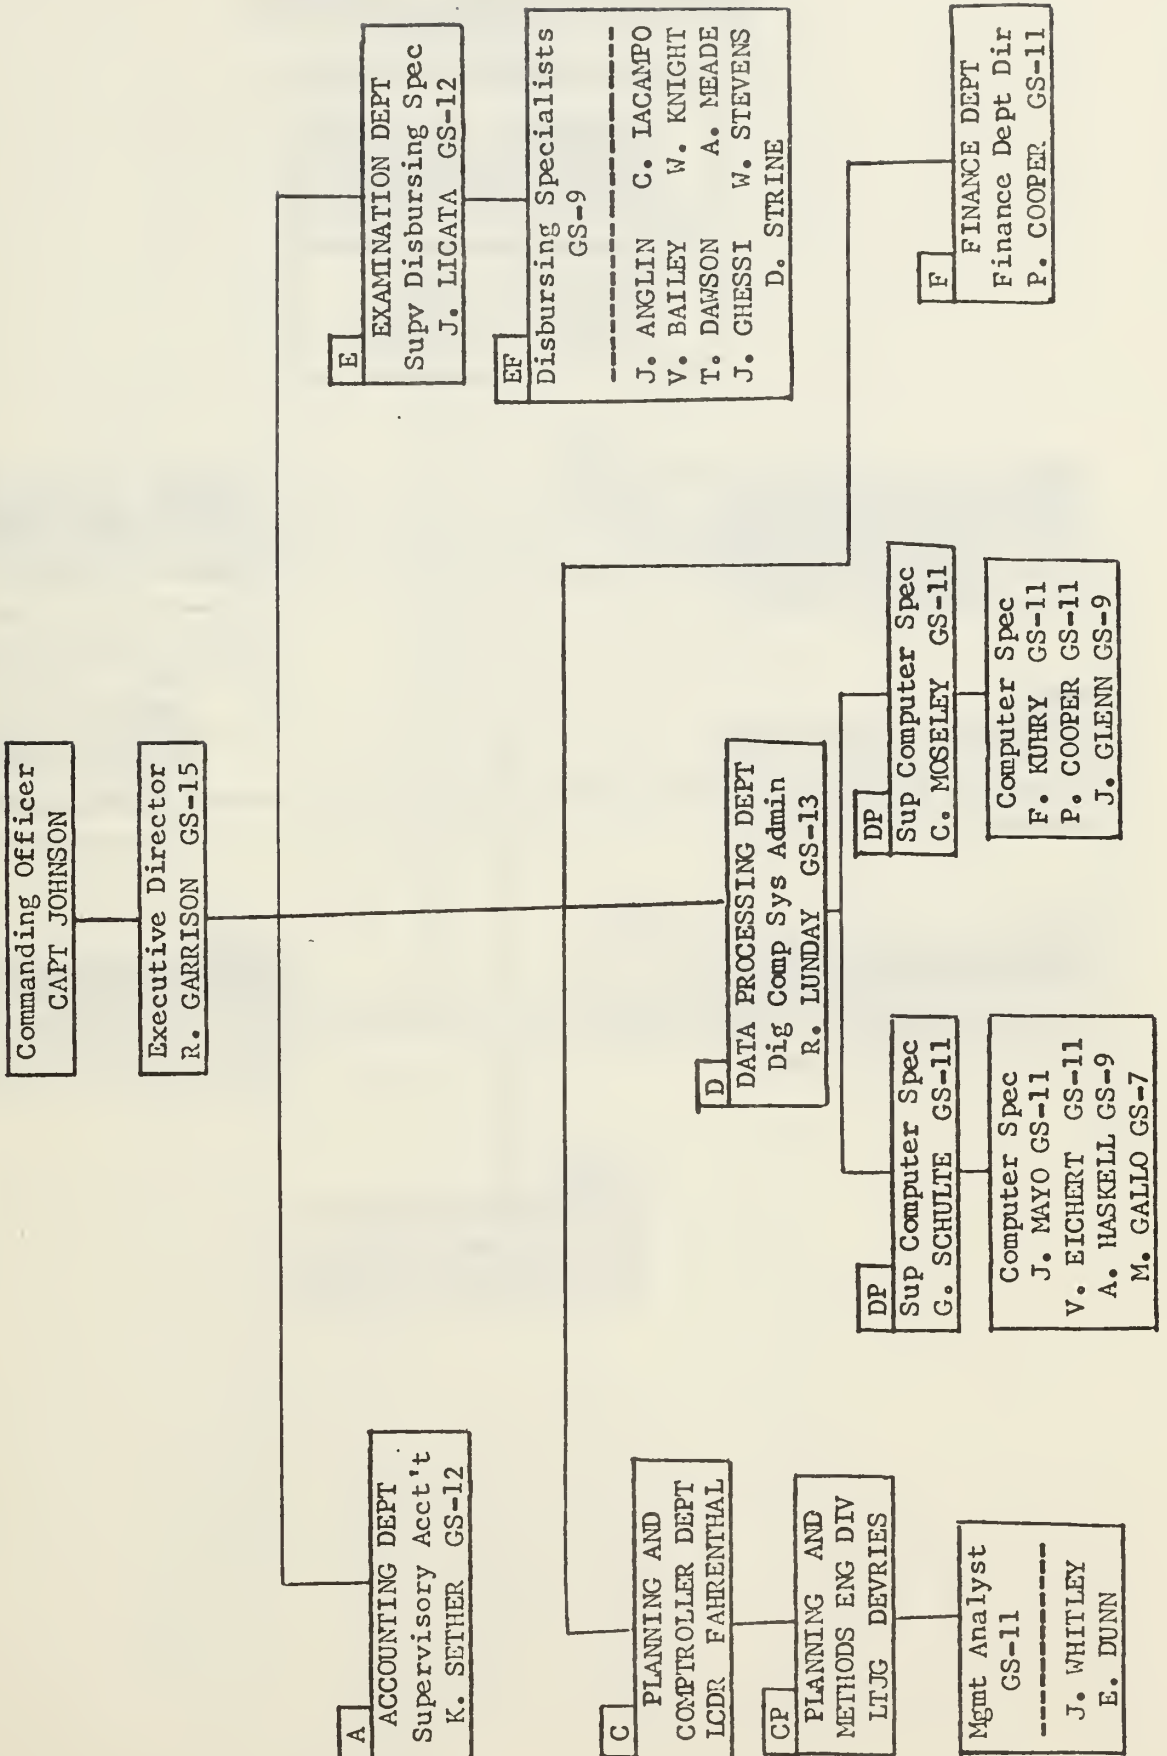 Commanding Officer
CAPT JOHNSON
Executive Director
R. GARRISON GS-15
A
ACCOUNTING DEPT
Supervisory Acct't
K. SETHER GS-12
E
EXAMINATION DEPT
Supv Disbursing Spec
J. LICATA GS-12
EF
Disbursing Specialists
GS-9
J. ANGLIN C. IACAMPO
V. BAILEY W. KNIGHT
T. DAWSON A. MEADE
J. GHESSI W. STEVENS
D. STRINE
C
PLANNING AND
COMPTROLLER DEPT
LCDR FAHRENTHAL
CP
PLANNING AND
METHODS ENG DIV
LTJG DEVRIES
Mgmt Analyst
GS-11
J. WHITLEY
E. DUNN
D
DATA PROCESSING DEPT
Dig Comp Sys Admin
R. LUNDAY GS-13
DP
Sup Computer Spec
G. SCHULTE GS-11
Computer Spec
J. MAYO GS-11
V. EICHERT GS-11
A. HASKELL GS-9
M. GALLO GS-7
DP
Sup Computer Spec
C. MOSELEY GS-11
Computer Spec
F. KUHRY GS-11
P. COOPER GS-11
J. GLENN GS-9
F
FINANCE DEPT
Finance Dept Dir
P. COOPER GS-11